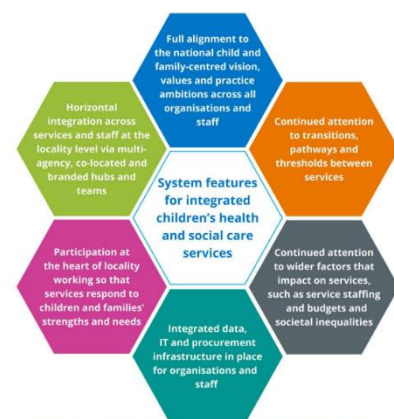 Full alignment to
the national child and
family-centred vision,
values and practice
ambitions across all
organisations and
staff
Horizontal
integration across
services and staff at the
locality level via multi-
agency, co-located and
branded hubs and
teams
Continued attention
to transitions,
pathways and
thresholds between
services
System features
for integrated
children's health
and social care
services
Participation at
the heart of locality
working so that
services respond to
children and families'
strengths and needs
Continued attention
to wider factors that
impact on services,
such as service staffing
and budgets and
societal inequalities
Integrated data,
IT and procurement
infrastructure in place
for organisations and
staff